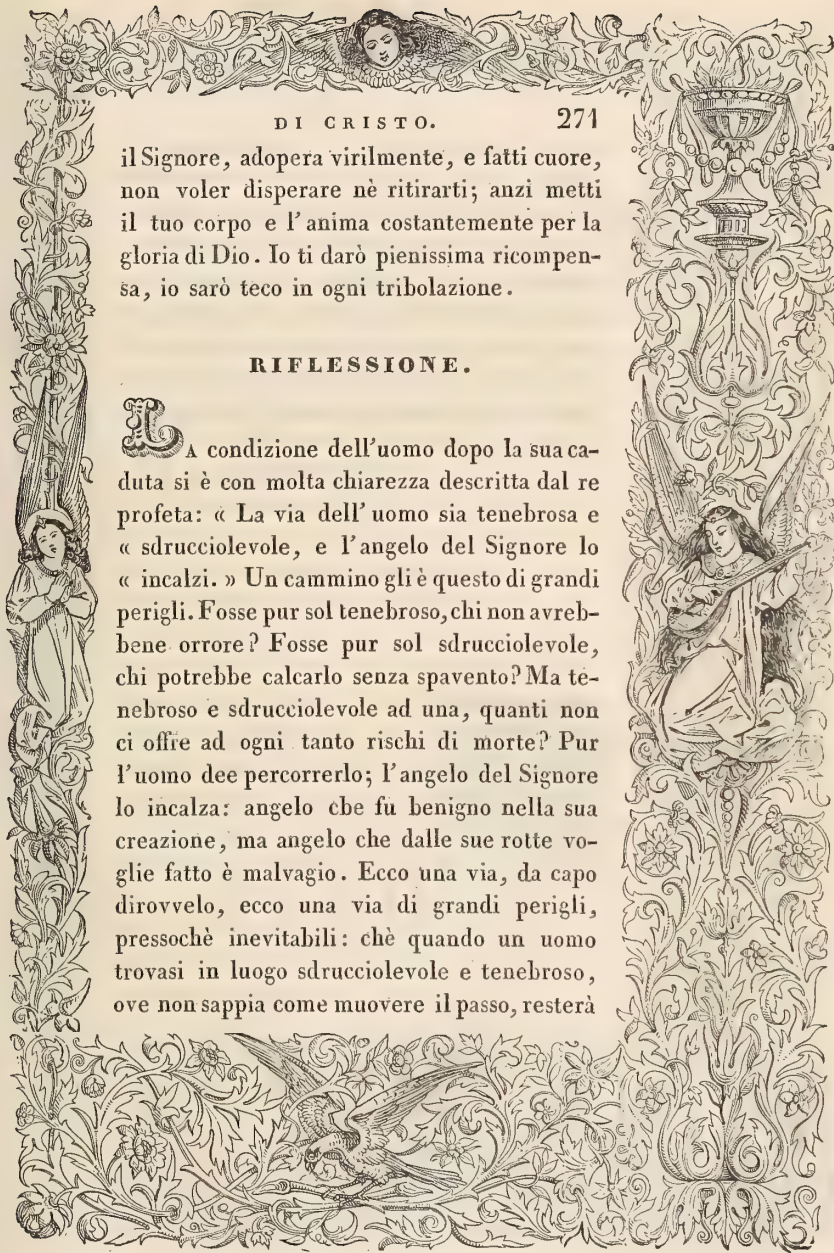 DI CRISTO. 271
il Signore, adopera virilmente, e fatti cuore,
non voler disperare nè ritirarti; anzi metti
il tuo corpo e l'anima costantemente per la
gloria di Dio. Io ti darò pienissima ricompen-
sa, io sarò teco in ogni tribolazione.
RIFLESSIONE.
LA condizione dell'uomo dopo la sua ca-
duta si è con molta chiarezza descritta dal re
profeta: « La via dell'uomo sia tenebrosa e
« sdrucciolevole, e l'angelo del Signore lo
« incalzi. » Un cammino gli è questo di grandi
perigli. Fosse pur sol tenebroso, chi non avreb-
bene orrore? Fosse pur sol sdrucciolevole,
chi potrebbe calcarlo senza spavento? Ma te-
nebroso e sdrucciolevole ad una, quanti non
ci offre ad ogni tanto rischi di morte? Pur
l'uomo dee percorrerlo; l'angelo del Signore
lo incalza: angelo che fu benigno nella sua
creazione, ma angelo che dalle sue rotte vo-
glie fatto è malvagio. Ecco una via, da capo
dirovvelo, ecco una via di grandi perigli,
pressochè inevitabili: chè quando un uomo
trovasi in luogo sdrucciolevole e tenebroso,
ove non sappia come muovere il passo, resterà